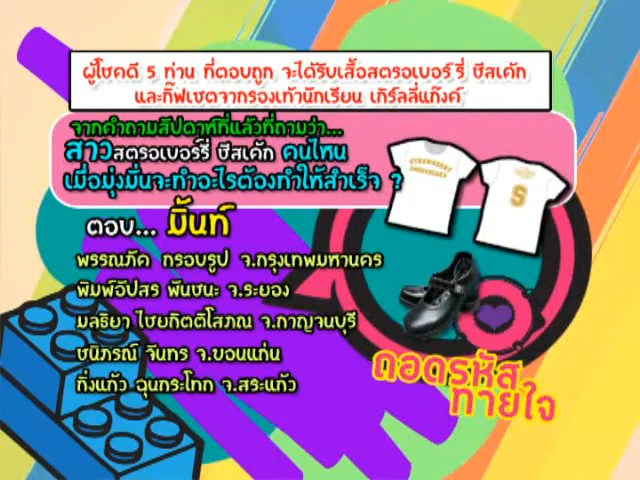 ผู้โชคดี 5 ท่าน ที่ตอบถูก จะได้รับเสื้อสตรอเบอร์รี่ ชีสเค้ก
และกิ๊ฟเซตจากรองเท้านักเรียน เกิร์ลลี่แก๊งค์
จากคำถามสัปดาห์ที่แล้วที่ถามว่า...
สาวสตรอเบอร์รี่ ชีสเค้ก คนไหน
เมื่อมุ่งมั่นจะทำอะไรต้องทำให้สำเร็จ ?
STRAWBERRY
CHEESECAKE
S
ตอบ... มิ้นท์
พรรณภัค กรอบรูป จ.กรุงเทพมหานคร
พิมพ์อัปสร พันชนะ จ.ระยอง
มลธิยา ไชยกิตติโสภณ จ.กาญจนบุรี
ชนิภรณ์ จันทร จ.ขอนแก่น
กิ่งแก้ว ฉุนกระโทก จ.สระแก้ว
ถอดรหัส
ทายใจ